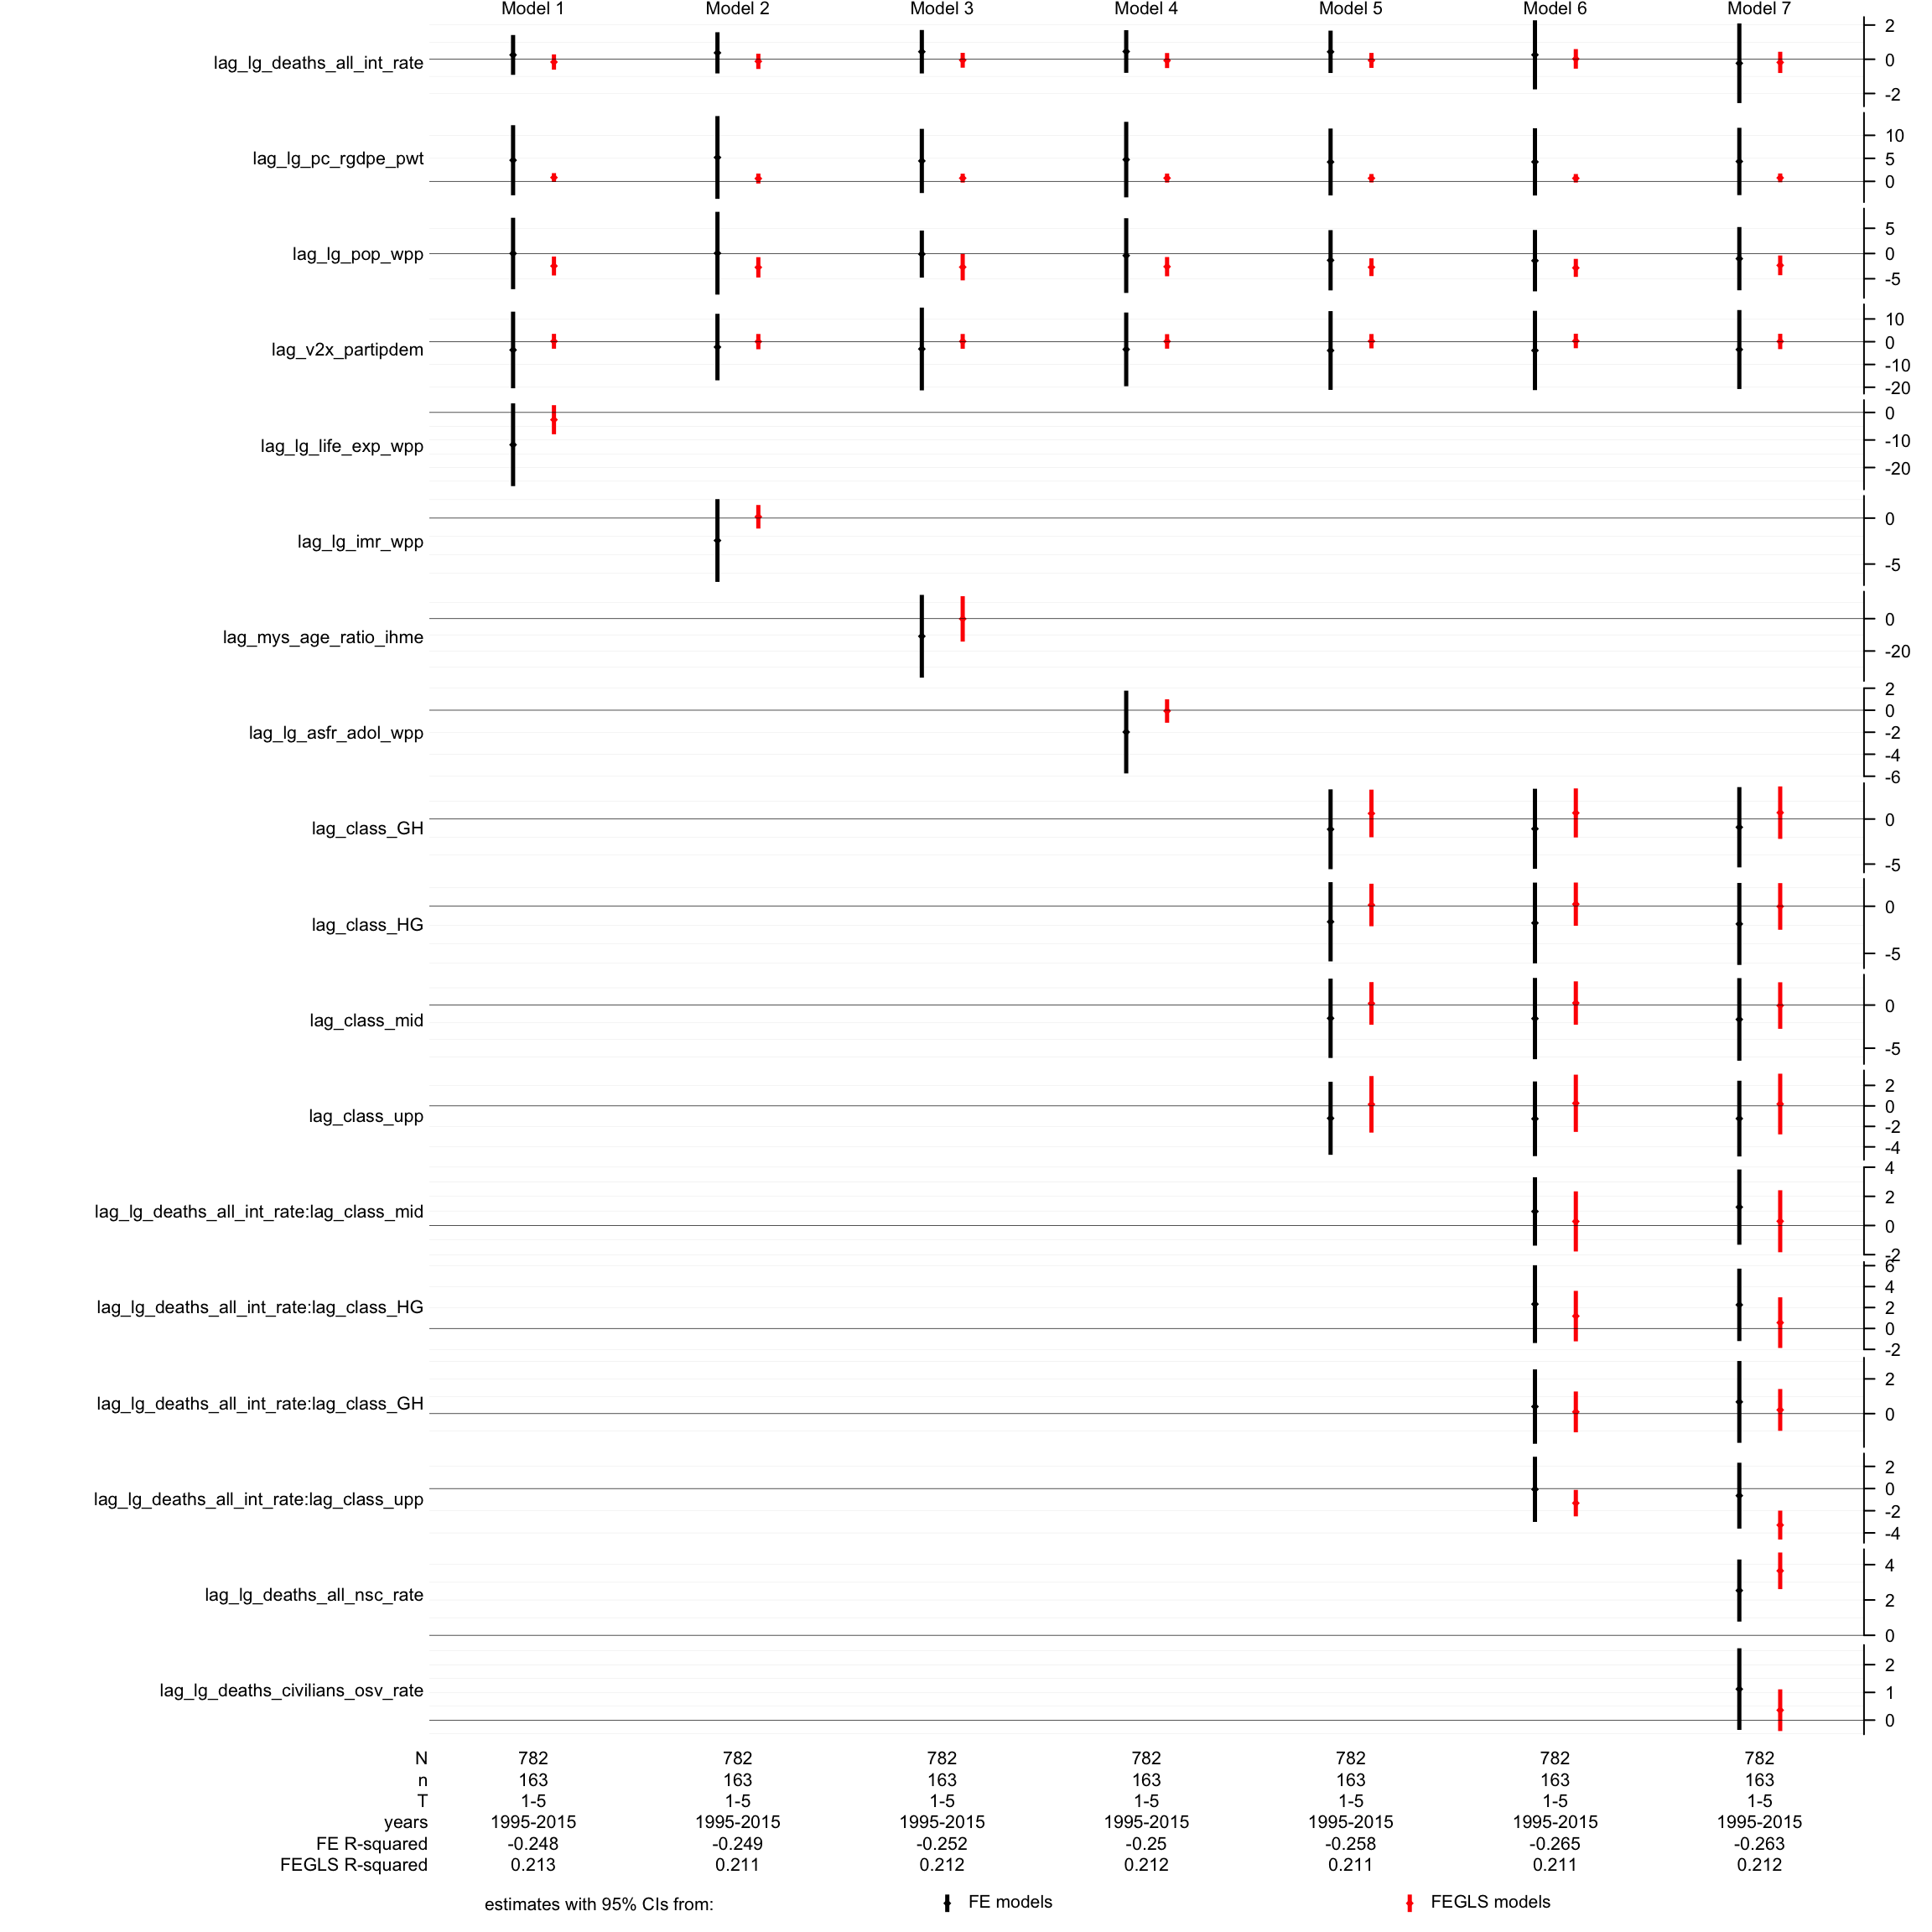 Model 1 Model 2 Model 3 Model 4 Model 5 Model 6 Model 7
lag_lg_deaths_all_int_rate 2 0 -2
lag_lg_pc_rgdpe_pwt 10 5 0
lag_lg_pop_wpp 5 0 -5
lag_v2x_partipdem 10 0 -10 -20
lag_lg_life_exp_wpp 0 -10 -20
lag_lg_imr_wpp 0 -5
lag_mys_age_ratio_ihme 0 -20
lag_lg_asfr_adol_wpp 2 0 -2 -4 -6
lag_class_GH 0 -5
lag_class_HG 0 -5
lag_class_mid 0 -5
lag_class_upp 2 0 -2 -4
lag_lg_deaths_all_int_rate:lag_class_mid 4 2 0 -2
lag_lg_deaths_all_int_rate:lag_class_HG 6 4 2 0 -2
lag_lg_deaths_all_int_rate:lag_class_GH 2 0
lag_lg_deaths_all_int_rate:lag_class_upp 2 0 -2 -4
lag_lg_deaths_all_nsc_rate 4 2 0
lag_lg_deaths_civilians_osv_rate 2 1 0
N 782 782 782 782 782 782 782
n 163 163 163 163 163 163 163
T 1-5 1-5 1-5 1-5 1-5 1-5 1-5
years 1995-2015 1995-2015 1995-2015 1995-2015 1995-2015 1995-2015 1995-2015
FE R-squared -0.248 -0.249 -0.252 -0.25 -0.258 -0.265 -0.263
FEGLS R-squared 0.213 0.211 0.212 0.212 0.211 0.211 0.212
estimates with 95% CIs from: FE models FEGLS models